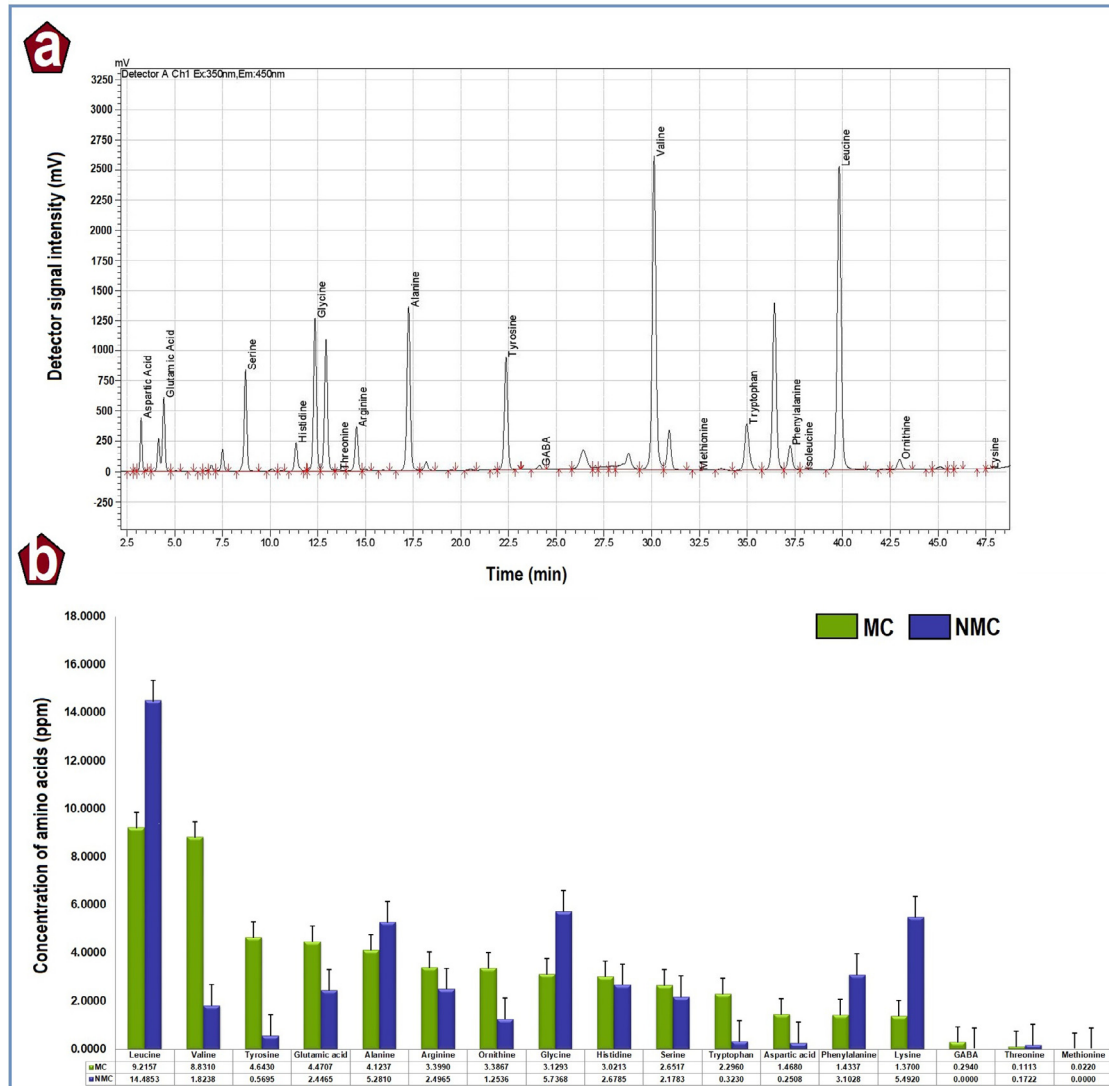 a
mV
Detector A Ch1 Ex:350nm,Em:450nm
3250
3000
2750
2500
2250
2000
1750
1500
1250
1000
750
500
250
0
-250
Detector signal intensity (mV)
Aspartic Acid
Glutamic Acid
Serine
Histidine
Glycine
Threonine
Arginine
Alanine
Tyrosine
GABA
Valine
Methionine
Tryptophan
Phenylalanine
Isoleucine
Leucine
Ornithine
Lysine
2.5 5.0 7.5 10.0 12.5 15.0 17.5 20.0 22.5 25.0 27.5 30.0 32.5 35.0 37.5 40.0 42.5 45.0 47.5
Time (min)
b
MC NMC
18.0000
16.0000
14.0000
12.0000
10.0000
8.0000
6.0000
4.0000
2.0000
0.0000
Concentration of amino acids (ppm)
Leucine Valine Tyrosine Glutamic acid Alanine Arginine Ornithine Glycine Histidine Serine Tryptophan Aspartic acid Phenylalanine Lysine GABA Threonine Methionine
MC 9.2157 8.8310 4.6430 4.4707 4.1237 3.3990 3.3867 3.1293 3.0213 2.6517 2.2960 1.4680 1.4337 1.3700 0.2940 0.1113 0.0220
NMC 14.4853 1.8238 0.5695 2.4465 5.2810 2.4965 1.2536 5.7368 2.6785 2.1783 0.3230 0.2508 3.1028 5.4920 0.000 0.1722 0.0000